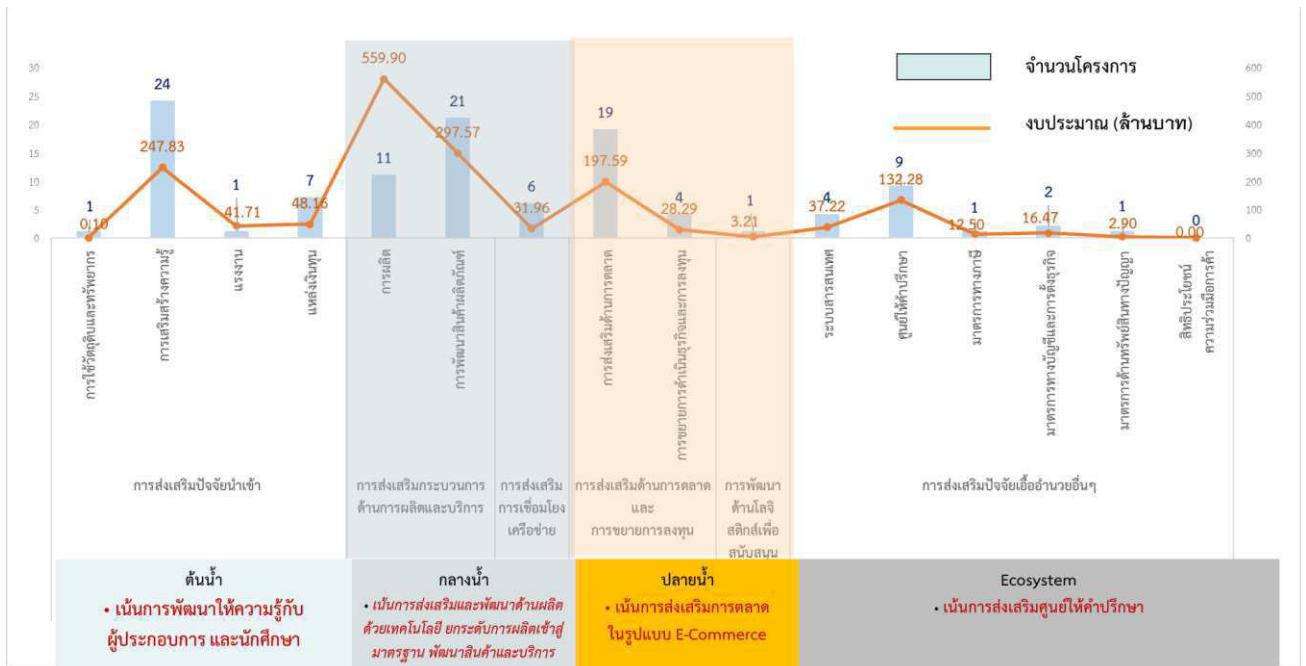 จำนวนโครงการ
งบประมาณ (ล้านบาท)
30
25
20
15
10
5
0
600
500
400
300
200
100
0
1
0.10
24
247.83
1
41.71
7
48.16
559.90
11
21
297.57
6
31.96
19
197.59
4
28.29
1
3.21
4
37.22
9
132.28
1
12.50
2
16.47
1
2.90
0
0.00
การใช้วัตถุดิบและทรัพยากร
การเสริมสร้างความรู้
แรงงาน
แหล่งเงินทุน
การผลิต
การพัฒนาสินค้าผลิตภัณฑ์
การส่งเสริมด้านการตลาด
การขยายการดำเนินธุรกิจและการลงทุน
ระบบสารสนเทศ
ศูนย์ให้คำปรึกษา
มาตรการทางภาษี
มาตรการทางบัญชีและการตั้งธุรกิจ
มาตรการด้านทรัพย์สินทางปัญญา
สิทธิประโยชน์
ความร่วมมือการค้า
การส่งเสริมปัจจัยนำเข้า
การส่งเสริมกระบวนการ
ด้านการผลิตและบริการ
การส่งเสริม
การเชื่อมโยง
เครือข่าย
การส่งเสริมด้านการตลาด
และ
การขยายการลงทุน
การพัฒนา
ด้านโลจิ
สติกส์เพื่อ
สนับสนุน
การส่งเสริมปัจจัยเอื้ออำนวยอื่นๆ
ต้นน้ำ
• เน้นการพัฒนาให้ความรู้กับ
ผู้ประกอบการ และนักศึกษา
กลางน้ำ
• เน้นการส่งเสริมและพัฒนาด้านผลิต
ด้วยเทคโนโลยี ยกระดับการผลิตเข้าสู่
มาตรฐาน พัฒนาสินค้าและบริการ
ปลายน้ำ
• เน้นการส่งเสริมการตลาด
ในรูปแบบ E-Commerce
Ecosystem
• เน้นการส่งเสริมศูนย์ให้คำปรึกษา